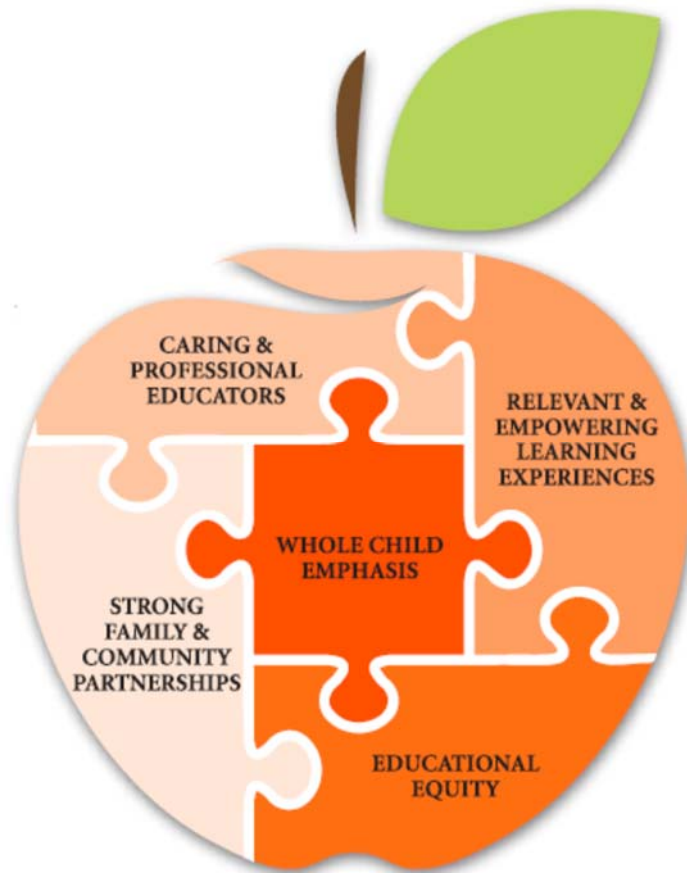 CARING &
PROFESSIONAL
EDUCATORS
RELEVANT &
EMPOWERING
LEARNING
EXPERIENCES
WHOLE CHILD
EMPHASIS
STRONG
FAMILY &
COMMUNITY
PARTNERSHIPS
EDUCATIONAL
EQUITY